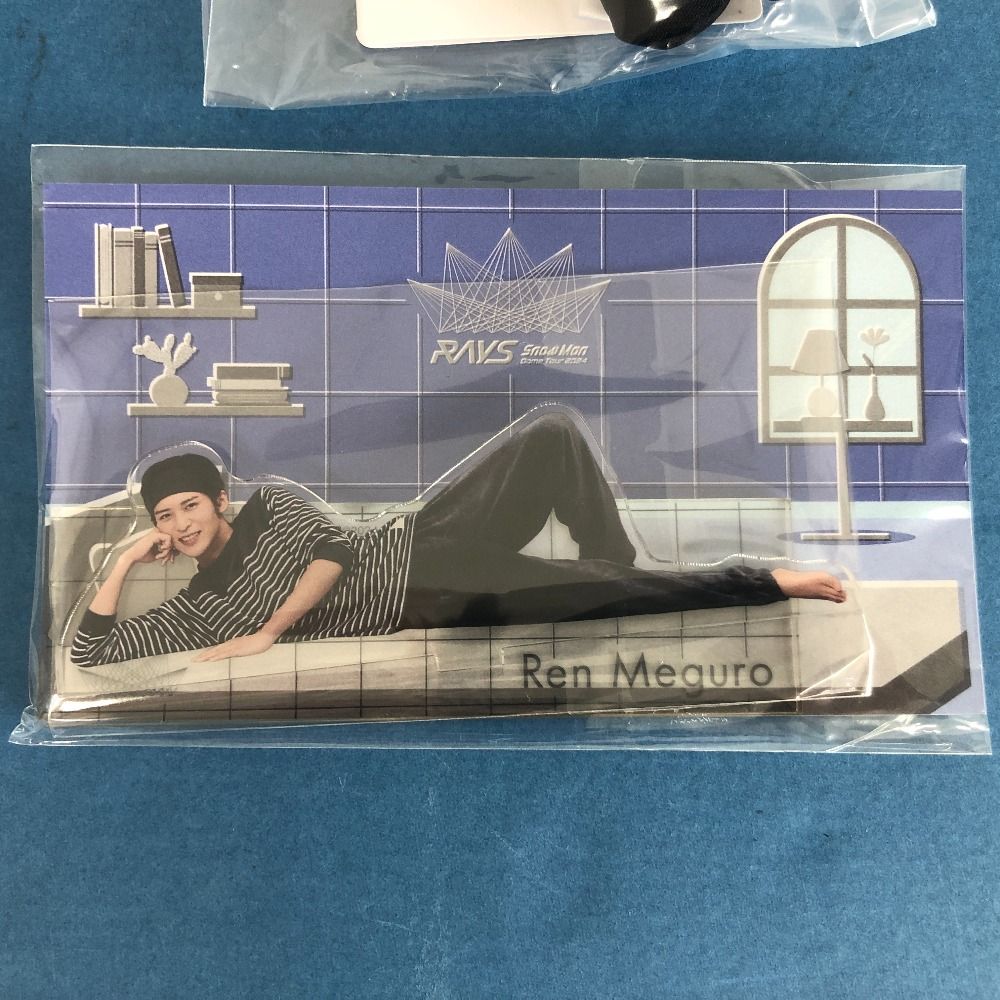 RAYS Snow Man
Dome Tour 2024
Ren Meguro